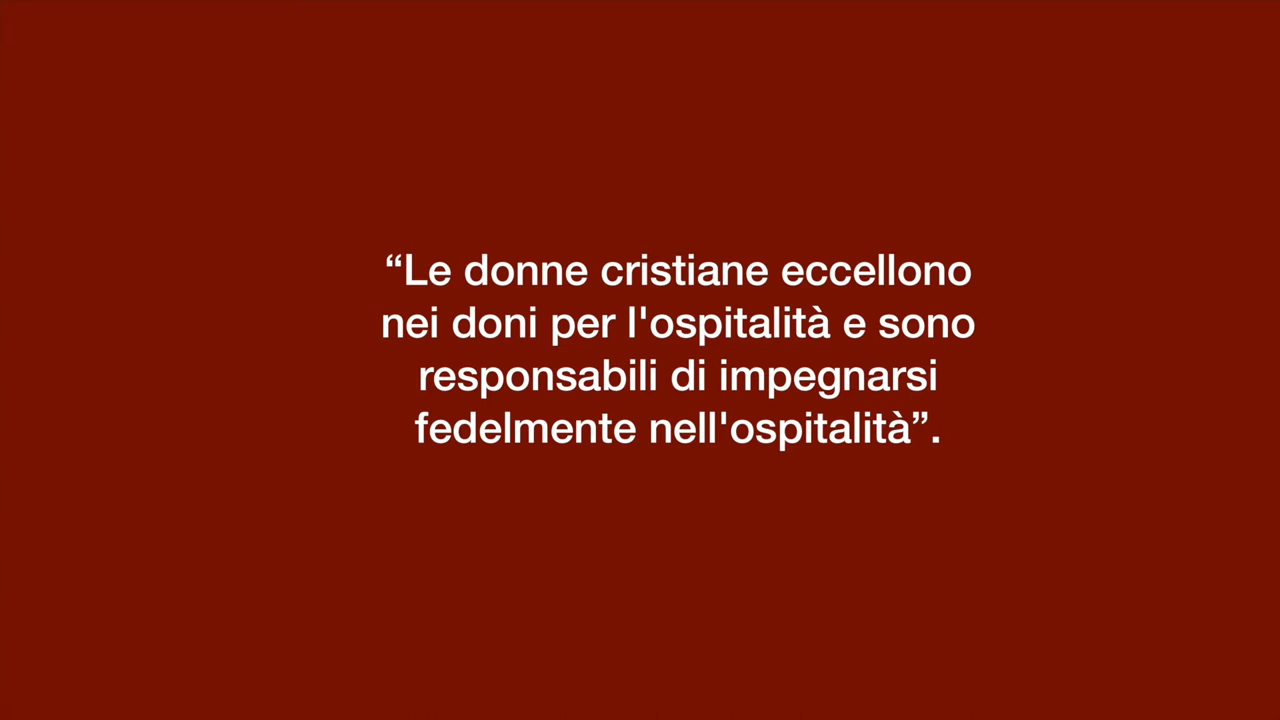 “Le donne cristiane eccellono
nei doni per l'ospitalità e sono
responsabili di impegnarsi
fedelmente nell'ospitalità”.